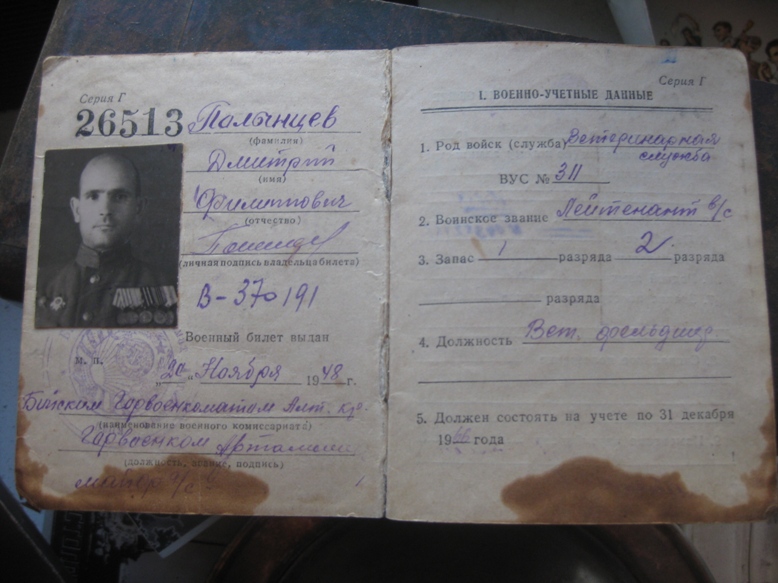 Серия Г
26513 Палынцев
(фамилия)
Дмитрий
(имя)
Филиппович
(отчество)
(личная подпись владельца билета)
В-370191
Военный билет выдан
М. П.
„20“ Ноября 1948 г.
Бийским Горвоенкоматом Алт. кр.
(наименование военного комиссариата)
Горвоенком
(должность, звание, подпись)
майор
Серия Г
I. ВОЕННО-УЧЕТНЫЕ ДАННЫЕ
1. Род войск (служба) Ветеринарная
служба
ВУС № 311
2. Воинское звание Лейтенант в/с
3. Запас 1 разряда 2 разряда
разряда
4. Должность Вет. фельдшер
5. Должен состоять на учете по 31 декабря
19 года